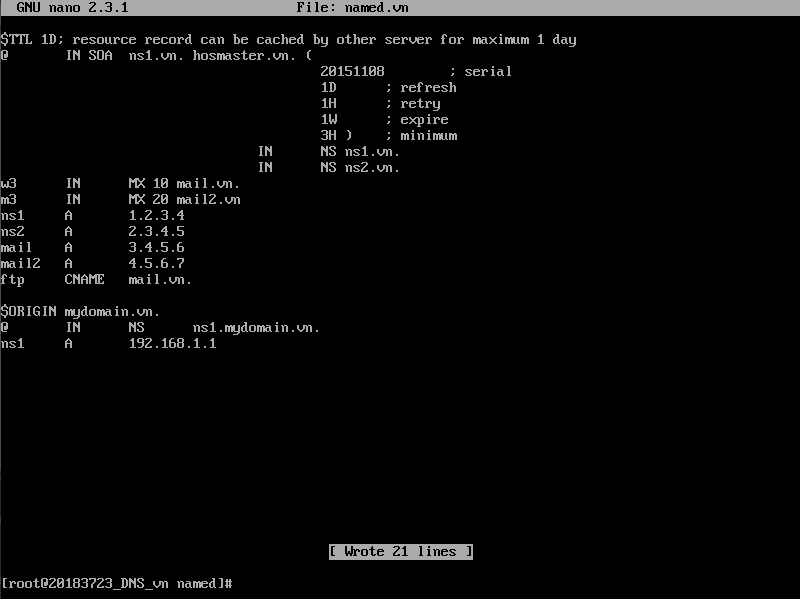 GNU nano 2.3.1 File: named.vn
$TTL 1D; resource record can be cached by other server for maximum 1 day
@ IN SOA ns1.vn. hosmaster.vn. (
20151108 ; serial
1D ; refresh
1H ; retry
1W ; expire
3H ) ; minimum
IN NS ns1.vn.
IN NS ns2.vn.
w3 IN MX 10 mail.vn.
m3 IN MX 20 mail2.vn
ns1 A 1.2.3.4
ns2 A 2.3.4.5
mail A 3.4.5.6
mail2 A 4.5.6.7
ftp CNAME mail.vn.
$ORIGIN mydomain.vn.
@ IN NS ns1.mydomain.vn.
ns1 A 192.168.1.1
[ Wrote 21 lines ]
[root@20183723_DNS_vn named]#